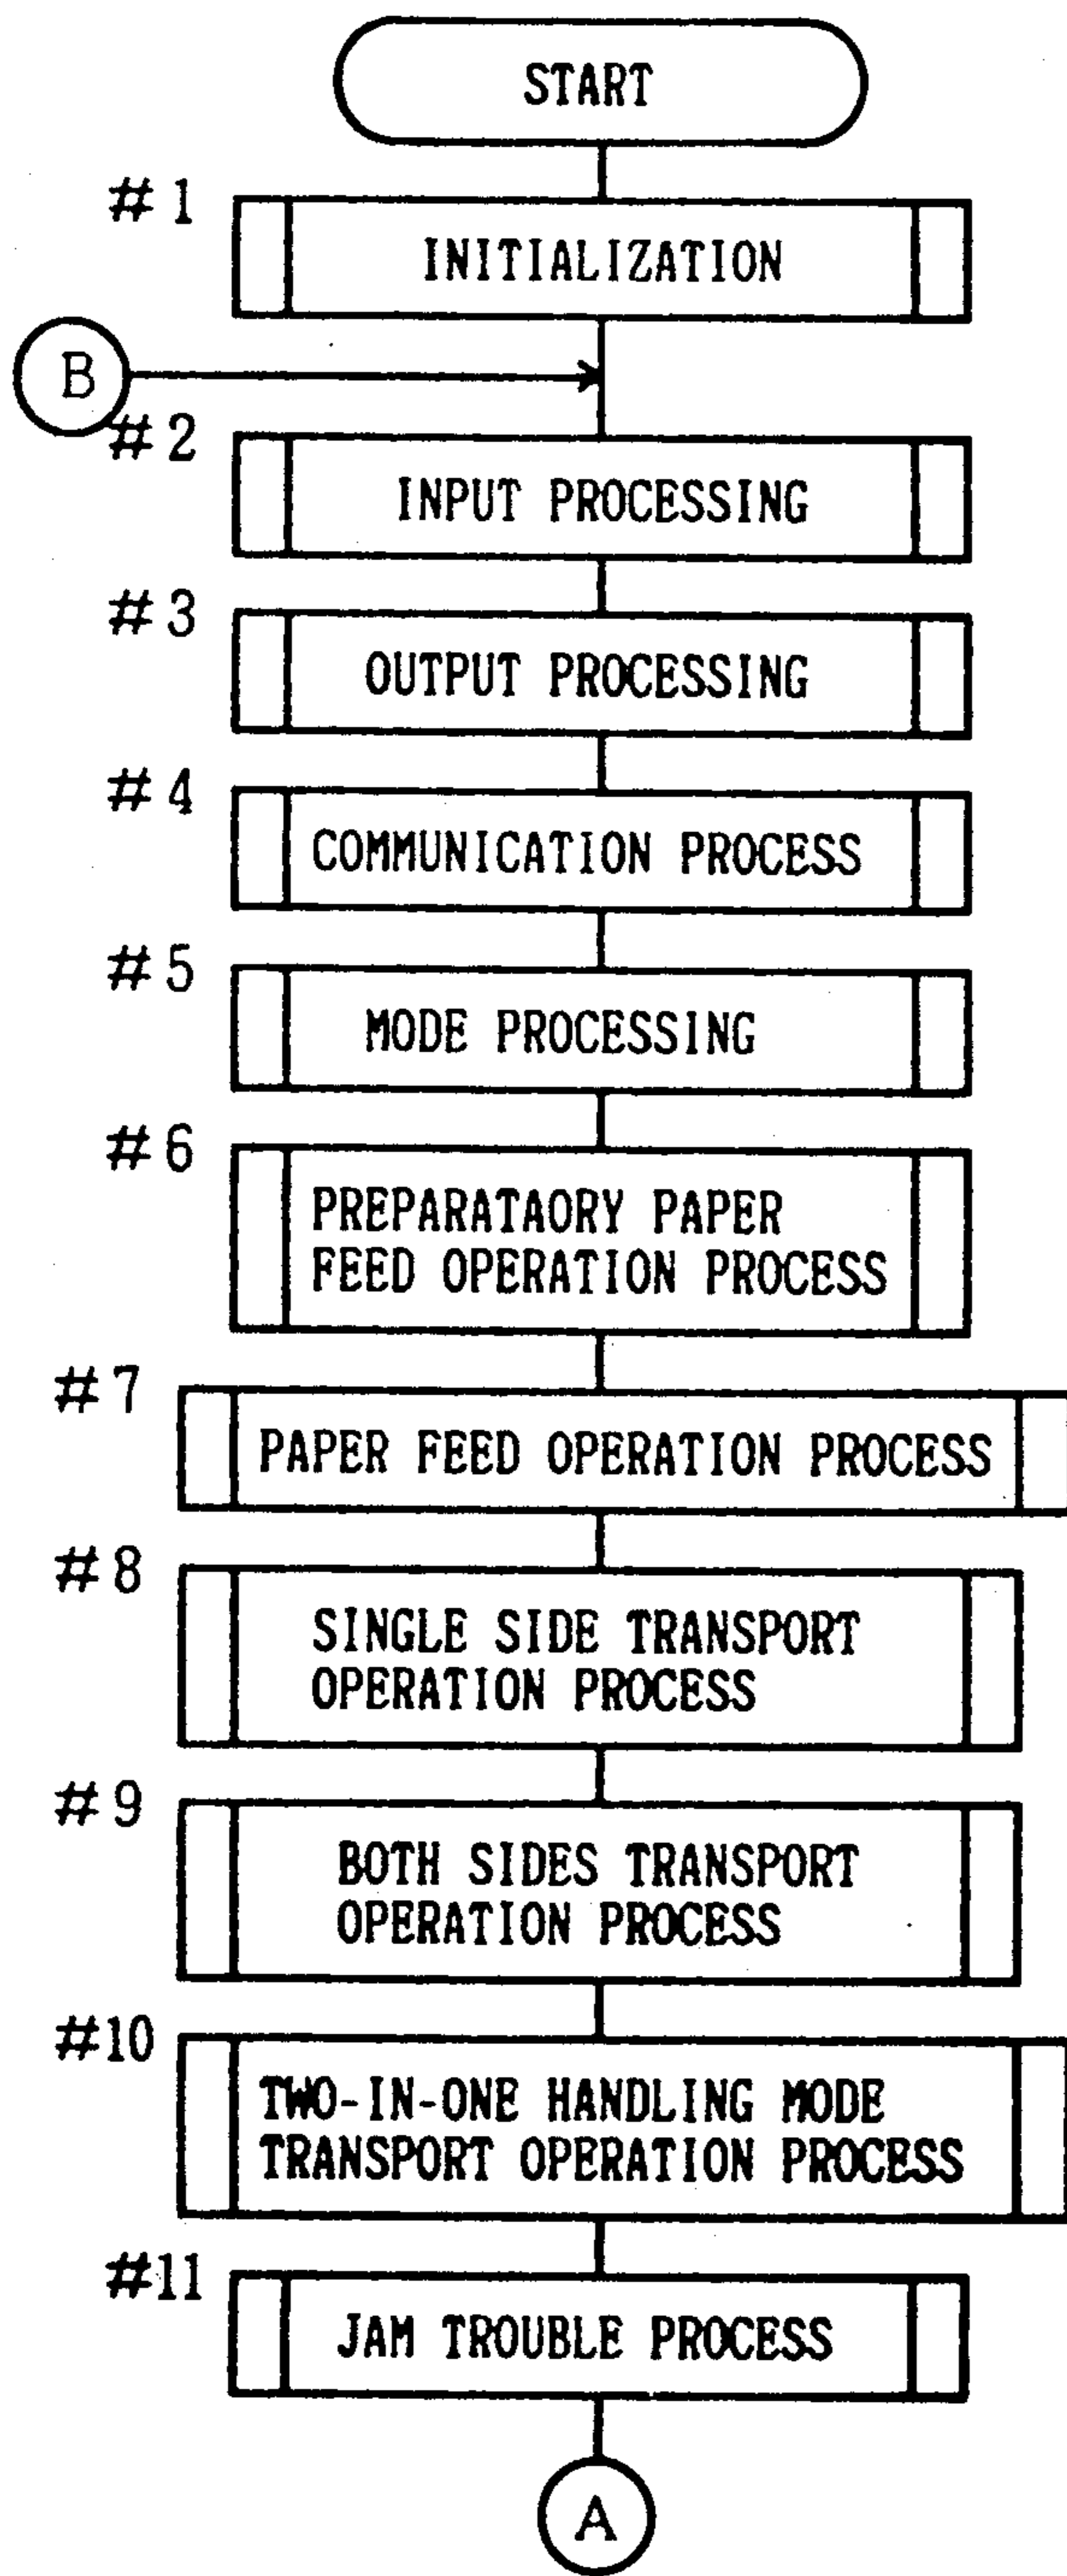 START
#1
INITIALIZATION
B
#2
INPUT PROCESSING
#3
OUTPUT PROCESSING
#4
COMMUNICATION PROCESS
#5
MODE PROCESSING
#6
PREPARATAORY PAPER
FEED OPERATION PROCESS
#7
PAPER FEED OPERATION PROCESS
#8
SINGLE SIDE TRANSPORT
OPERATION PROCESS
#9
BOTH SIDES TRANSPORT
OPERATION PROCESS
#10
TWO-IN-ONE HANDLING MODE
TRANSPORT OPERATION PROCESS
#11
JAM TROUBLE PROCESS
A